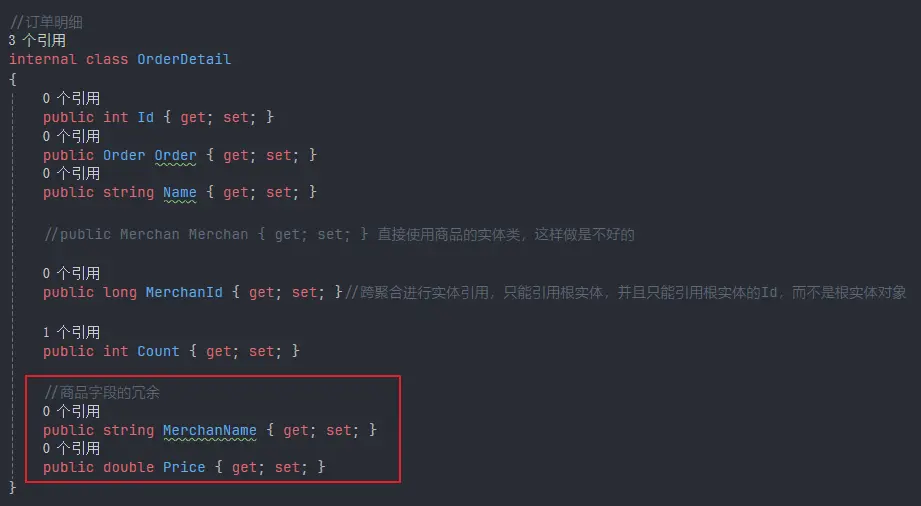 //订单明细
3 个引用
internal class OrderDetail
{
0 个引用
public int Id { get; set; }
0 个引用
public Order Order { get; set; }
0 个引用
public string Name { get; set; }
//public Merchan Merchan { get; set; } 直接使用商品的实体类，这样做是不好的
0 个引用
public long MerchanId { get; set; }//跨聚合进行实体引用，只能引用根实体，并且只能引用根实体的Id，而不是根实体对象
1 个引用
public int Count { get; set; }
//商品字段的冗余
0 个引用
public string MerchanName { get; set; }
0 个引用
public double Price { get; set; }
}